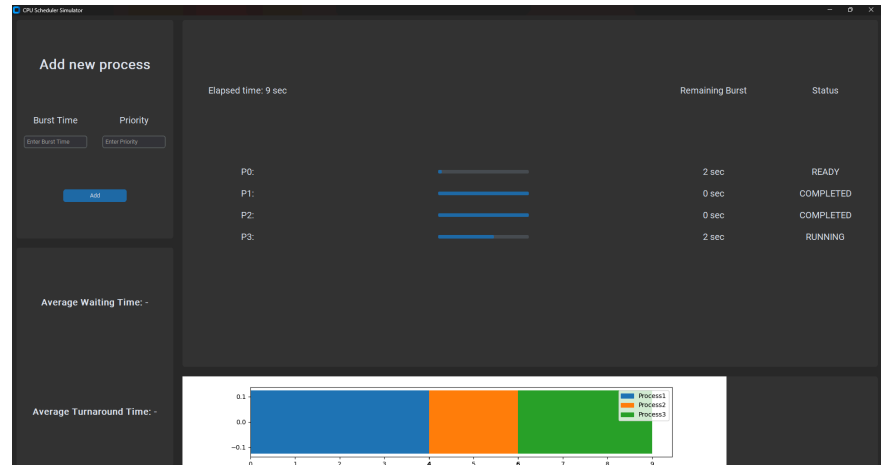 CPU Scheduler Simulator
Add new process
Burst Time Priority
Enter Burst Time Enter Priority
Add
Average Waiting Time: -
Average Turnaround Time: -
Elapsed time: 9 sec Remaining Burst Status
P0: 2 sec READY
P1: 0 sec COMPLETED
P2: 0 sec COMPLETED
P3: 2 sec RUNNING
0.1
0.0
−0.1
Process1
Process2
Process3
0 1 2 3 4 5 6 7 8 9